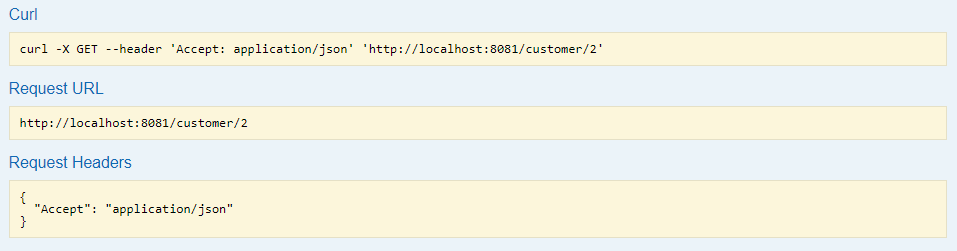 Curl
curl -X GET --header 'Accept: application/json' 'http://localhost:8081/customer/2'
Request URL
http://localhost:8081/customer/2
Request Headers
{
  "Accept": "application/json"
}